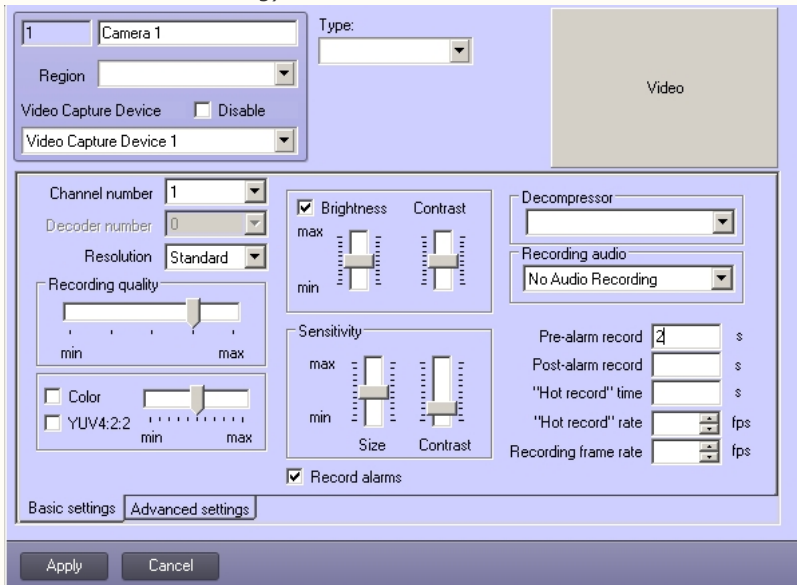 1
Camera 1
Type:
Region
Video Capture Device
Disable
Video Capture Device 1
Video
Channel number
1
Decoder number
0
Resolution
Standard
Recording quality
min
max
Color
YUV4:2:2
min
max
Brightness
Contrast
max
min
Sensitivity
max
min
Size
Contrast
Record alarms
Decompressor
Recording audio
No Audio Recording
Pre-alarm record
2
s
Post-alarm record
s
"Hot record" time
s
"Hot record" rate
fps
Recording frame rate
fps
Basic settings
Advanced settings
Apply
Cancel